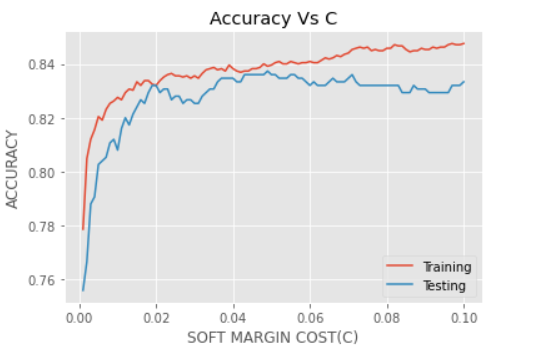 Accuracy Vs C
ACCURACY
0.84
0.82
0.80
0.78
0.76
Training
Testing
0.00 0.02 0.04 0.06 0.08 0.10
SOFT MARGIN COST(C)